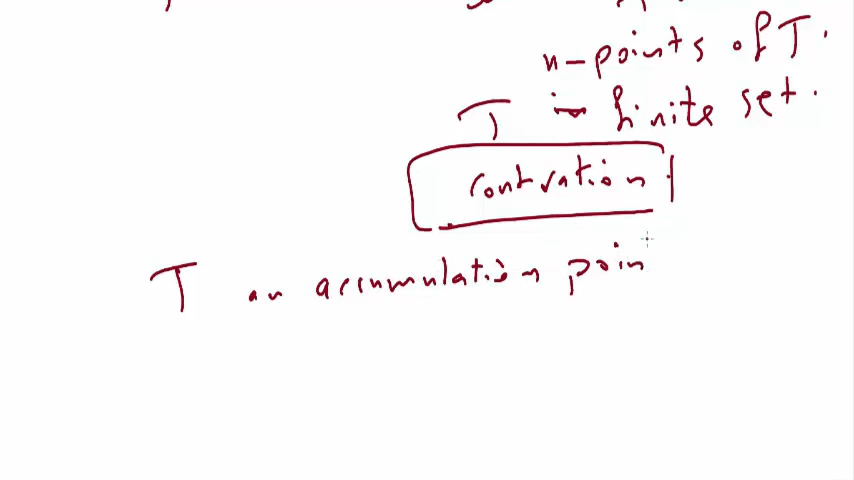 n-points of T.
T - finite set.
contration
T an accumulation poin